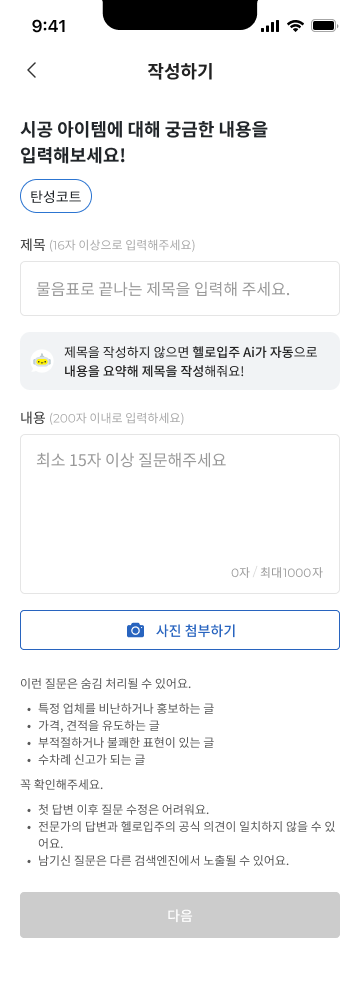 9:41
작성하기
시공 아이템에 대해 궁금한 내용을
입력해보세요!
탄성코트
제목 (16자 이상으로 입력해주세요)
물음표로 끝나는 제목을 입력해 주세요.
제목을 작성하지 않으면 헬로입주 Ai가 자동으로
내용을 요약해 제목을 작성해줘요!
내용 (200자 이내로 입력하세요)
최소 15자 이상 질문해주세요
0자 / 최대1000자
사진 첨부하기
이런 질문은 숨김 처리될 수 있어요.
• 특정 업체를 비난하거나 홍보하는 글
• 가격, 견적을 유도하는 글
• 부적절하거나 불쾌한 표현이 있는 글
• 수차례 신고가 되는 글
꼭 확인해주세요.
• 첫 답변 이후 질문 수정은 어려워요.
• 전문가의 답변과 헬로입주의 공식 의견이 일치하지 않을 수 있
어요.
• 남기신 질문은 다른 검색엔진에서 노출될 수 있어요.
다음